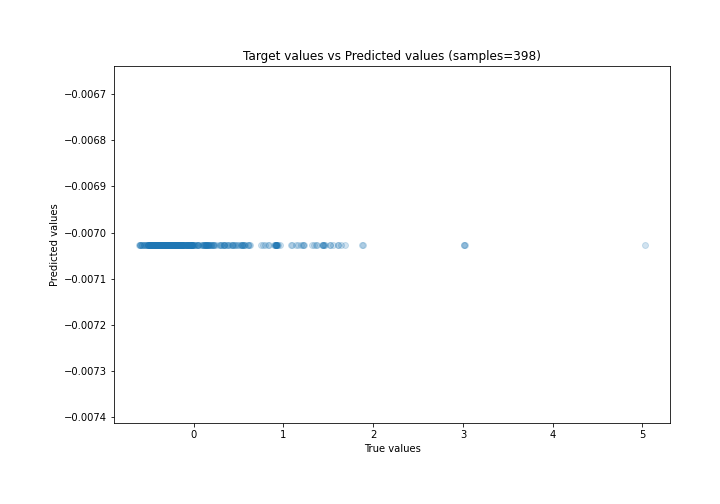 Target values vs Predicted values (samples=398)
−0.0067
−0.0068
−0.0069
−0.0070
−0.0071
−0.0072
−0.0073
−0.0074
Predicted values
0 1 2 3 4 5
True values